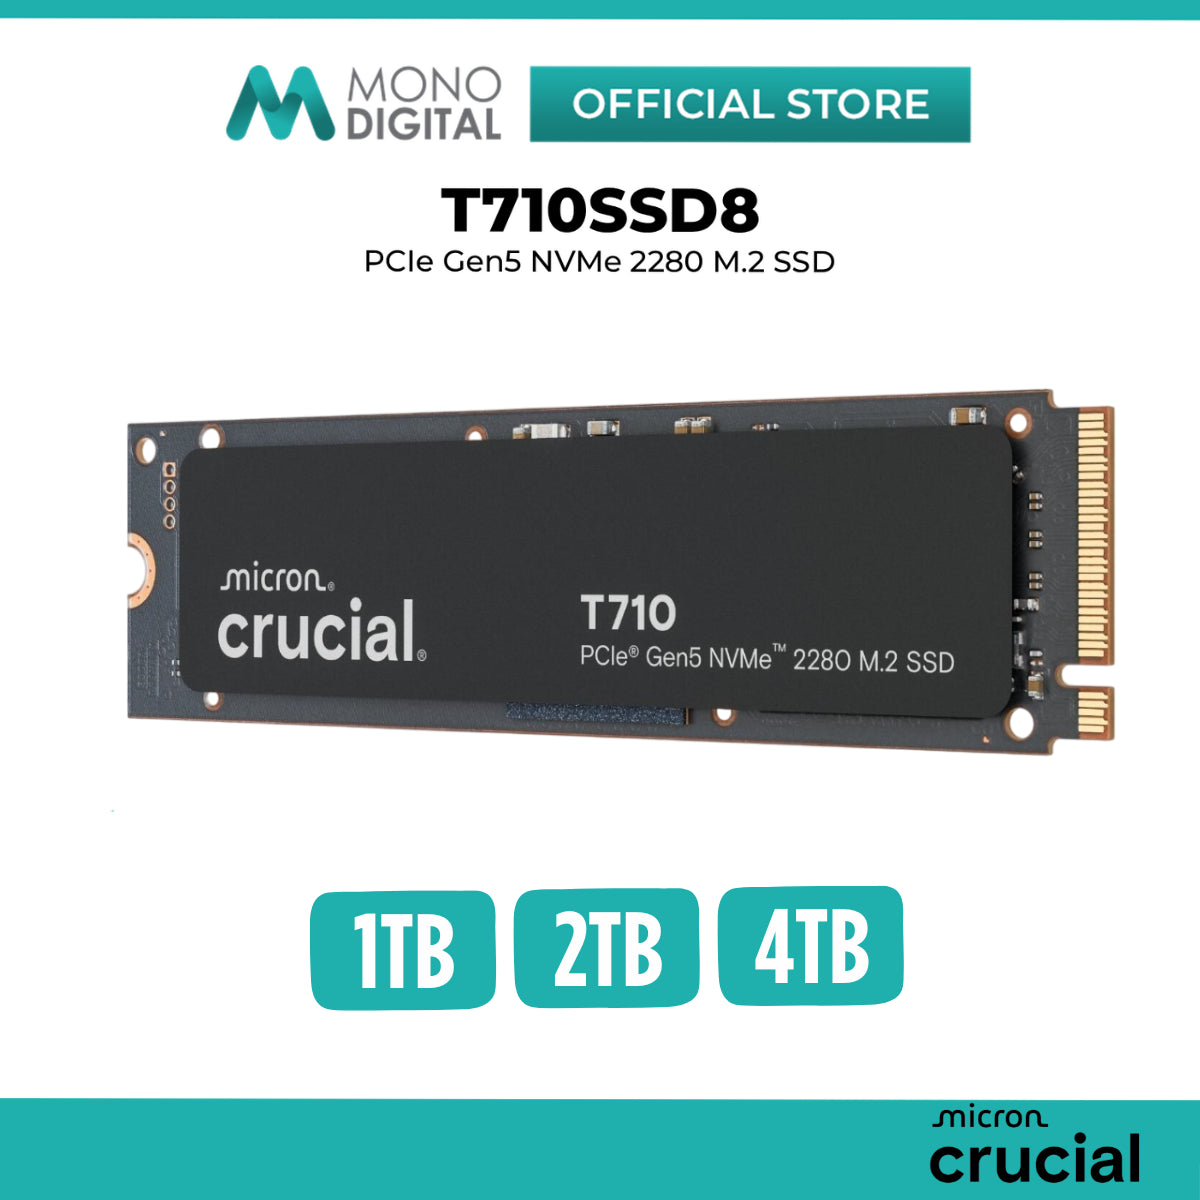 MONO
DIGITAL
OFFICIAL STORE
T710SSD8
PCIe Gen5 NVMe 2280 M.2 SSD
micron®
crucial®
T710
PCIe® Gen5 NVMe™ 2280 M.2 SSD
1TB
2TB
4TB
micron
crucial